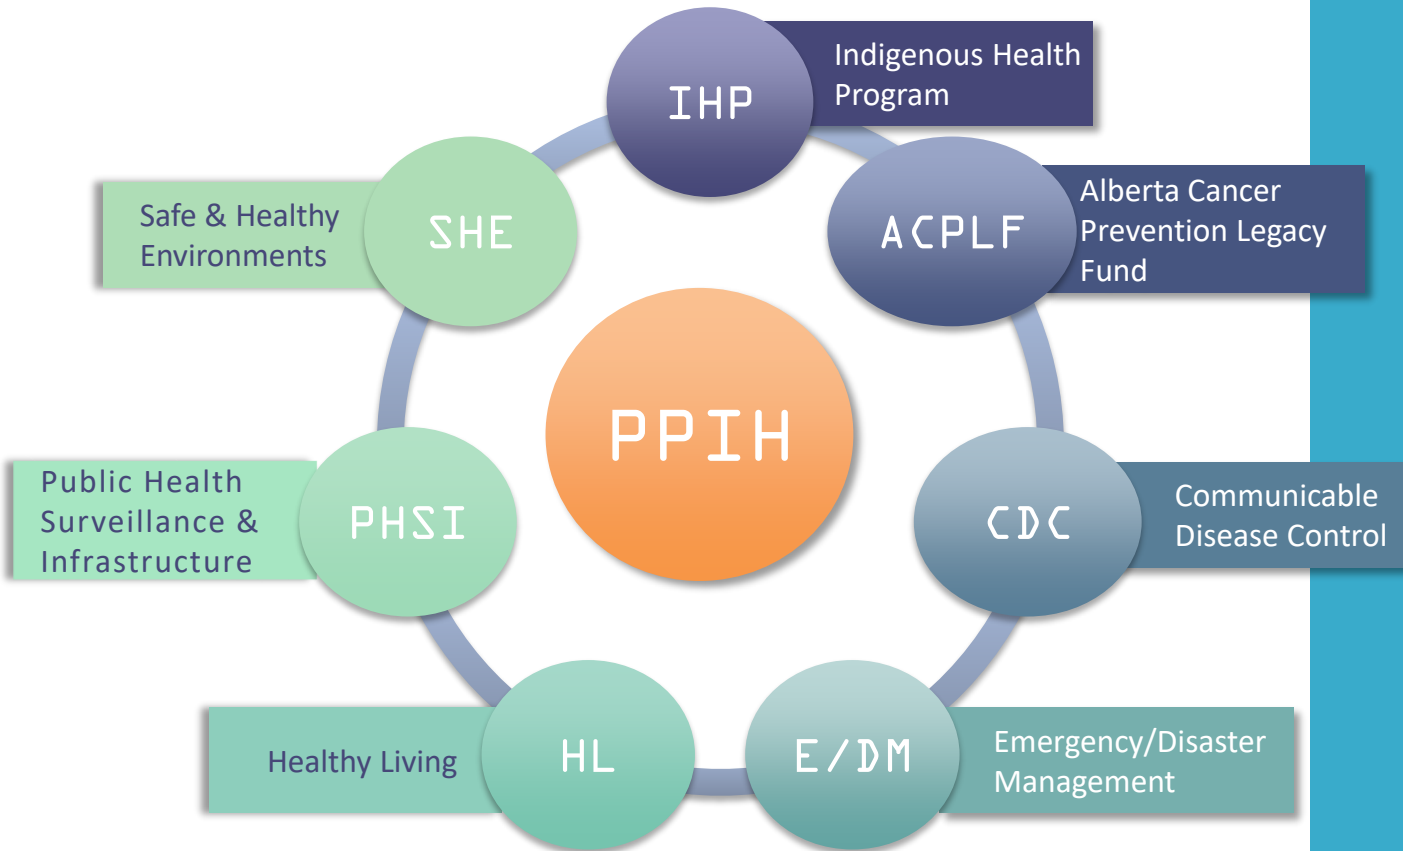 IHP
Indigenous Health
Program
ACPLF
Alberta Cancer
Prevention Legacy
Fund
CDC
Communicable
Disease Control
E/DM
Emergency/Disaster
Management
HL
Healthy Living
PHSI
Public Health
Surveillance &
Infrastructure
SHE
Safe & Healthy
Environments
PPIH